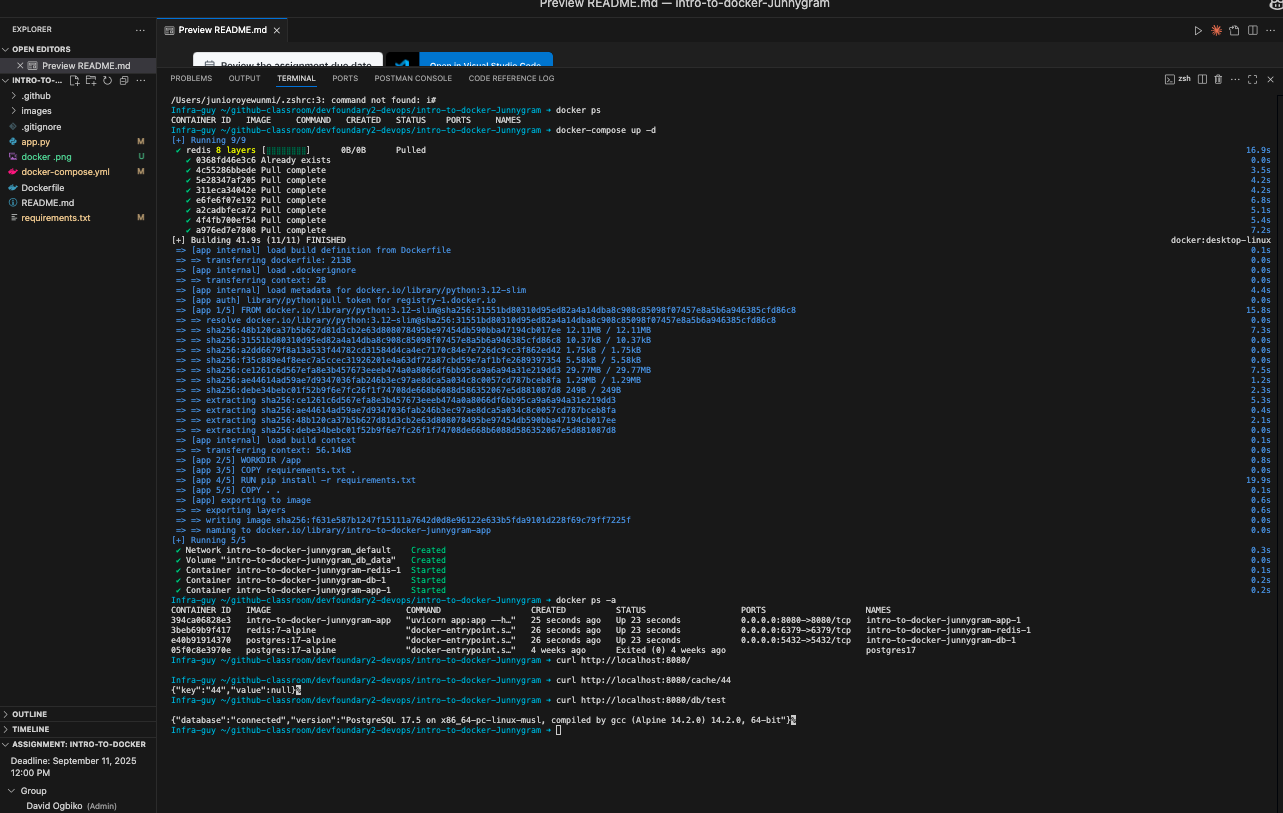 Preview README.md — intro-to-docker-Junnygram
EXPLORER
OPEN EDITORS
Preview README.md
INTRO-TO-...
.github
images
.gitignore
app.py M
docker .png U
docker-compose.yml M
Dockerfile
README.md
requirements.txt M
OUTLINE
TIMELINE
ASSIGNMENT: INTRO-TO-DOCKER
Deadline: September 11, 2025
12:00 PM
Group
David Ogbiko (Admin)
Preview README.md
Review the assignment due date
Open in Visual Studio Code
PROBLEMS OUTPUT TERMINAL PORTS POSTMAN CONSOLE CODE REFERENCE LOG
zsh
/Users/junioroyewunmi/.zshrc:3: command not found: i#
Infra-guy ~/github-classroom/devfoundary2-devops/intro-to-docker-Junnygram → docker ps
CONTAINER ID IMAGE COMMAND CREATED STATUS PORTS NAMES
Infra-guy ~/github-classroom/devfoundary2-devops/intro-to-docker-Junnygram → docker-compose up -d
[+] Running 9/9
✔ redis 8 layers [⣿⣿⣿⣿⣿⣿⣿⣿] 0B/0B Pulled 16.9s
✔ 0368fd46e3c6 Already exists 0.0s
✔ 4c55286bbede Pull complete 3.5s
✔ 5e28347af205 Pull complete 4.2s
✔ 311eca34042e Pull complete 4.2s
✔ e6fe6f07e192 Pull complete 6.8s
✔ a2cadbfeca72 Pull complete 5.1s
✔ 4f4fb700ef54 Pull complete 5.4s
✔ a976ed7e7808 Pull complete 7.2s
[+] Building 41.9s (11/11) FINISHED docker:desktop-linux
=> [app internal] load build definition from Dockerfile 0.1s
=> => transferring dockerfile: 213B 0.0s
=> [app internal] load .dockerignore 0.0s
=> => transferring context: 2B 0.0s
=> [app internal] load metadata for docker.io/library/python:3.12-slim 4.4s
=> [app auth] library/python:pull token for registry-1.docker.io 0.0s
=> [app 1/5] FROM docker.io/library/python:3.12-slim@sha256:31551bd80310d95ed82a4a14dba8c908c85098f07457e8a5b6a946385cfd86c8 15.8s
=> => resolve docker.io/library/python:3.12-slim@sha256:31551bd80310d95ed82a4a14dba8c908c85098f07457e8a5b6a946385cfd86c8 0.0s
=> => sha256:48b120ca37b5b627d81d3cb2e63d808078495be97454db590bba47194cb017ee 12.11MB / 12.11MB 7.3s
=> => sha256:31551bd80310d95ed82a4a14dba8c908c85098f07457e8a5b6a946385cfd86c8 10.37kB / 10.37kB 0.0s
=> => sha256:a2dd6679f8a13a533f44782cd31584d4ca4ec7170c84e7e726dc9cc3f862ed42 1.75kB / 1.75kB 0.0s
=> => sha256:f35c889e4f8eec7a5ccec31926201e4a63df72a87cbd59e7af1bfe2689397354 5.58kB / 5.58kB 0.0s
=> => sha256:ce1261c6d567efa8e3b457673eeeb474a0a8066df6bb95ca9a6a94a31e219dd3 29.77MB / 29.77MB 7.5s
=> => sha256:ae44614ad59ae7d9347036fab246b3ec97ae8dca5a034c8c0057cd787bceb8fa 1.29MB / 1.29MB 1.2s
=> => sha256:debe34bebc01f52b9f6e7fc26f1f74708de668b6088d586352067e5d881087d8 249B / 249B 2.3s
=> => extracting sha256:ce1261c6d567efa8e3b457673eeeb474a0a8066df6bb95ca9a6a94a31e219dd3 5.3s
=> => extracting sha256:ae44614ad59ae7d9347036fab246b3ec97ae8dca5a034c8c0057cd787bceb8fa 0.4s
=> => extracting sha256:48b120ca37b5b627d81d3cb2e63d808078495be97454db590bba47194cb017ee 2.1s
=> => extracting sha256:debe34bebc01f52b9f6e7fc26f1f74708de668b6088d586352067e5d881087d8 0.0s
=> [app internal] load build context 0.1s
=> => transferring context: 56.14kB 0.0s
=> [app 2/5] WORKDIR /app 0.8s
=> [app 3/5] COPY requirements.txt . 0.0s
=> [app 4/5] RUN pip install -r requirements.txt 19.9s
=> [app 5/5] COPY . . 0.1s
=> [app] exporting to image 0.6s
=> => exporting layers 0.6s
=> => writing image sha256:f631e587b1247f15111a7642d0d8e96122e633b5fda9101d228f69c79ff7225f 0.0s
=> => naming to docker.io/library/intro-to-docker-junnygram-app 0.0s
[+] Running 5/5
✔ Network intro-to-docker-junnygram_default Created 0.3s
✔ Volume "intro-to-docker-junnygram_db_data" Created 0.0s
✔ Container intro-to-docker-junnygram-redis-1 Started 0.1s
✔ Container intro-to-docker-junnygram-db-1 Started 0.2s
✔ Container intro-to-docker-junnygram-app-1 Started 0.2s
Infra-guy ~/github-classroom/devfoundary2-devops/intro-to-docker-Junnygram → docker ps -a
CONTAINER ID IMAGE COMMAND CREATED STATUS PORTS NAMES
394ca06828e3 intro-to-docker-junnygram-app "uvicorn app:app --h…" 25 seconds ago Up 23 seconds 0.0.0.0:8080->8080/tcp intro-to-docker-junnygram-app-1
3beb69b9f417 redis:7-alpine "docker-entrypoint.s…" 26 seconds ago Up 23 seconds 0.0.0.0:6379->6379/tcp intro-to-docker-junnygram-redis-1
e40b91914370 postgres:17-alpine "docker-entrypoint.s…" 26 seconds ago Up 23 seconds 0.0.0.0:5432->5432/tcp intro-to-docker-junnygram-db-1
05f0c8e3970e postgres:17-alpine "docker-entrypoint.s…" 4 weeks ago Exited (0) 4 weeks ago postgres17
Infra-guy ~/github-classroom/devfoundary2-devops/intro-to-docker-Junnygram → curl http://localhost:8080/
Infra-guy ~/github-classroom/devfoundary2-devops/intro-to-docker-Junnygram → curl http://localhost:8080/cache/44
{"key":"44","value":null}%
Infra-guy ~/github-classroom/devfoundary2-devops/intro-to-docker-Junnygram → curl http://localhost:8080/db/test
{"database":"connected","version":"PostgreSQL 17.5 on x86_64-pc-linux-musl, compiled by gcc (Alpine 14.2.0) 14.2.0, 64-bit"}%
Infra-guy ~/github-classroom/devfoundary2-devops/intro-to-docker-Junnygram →